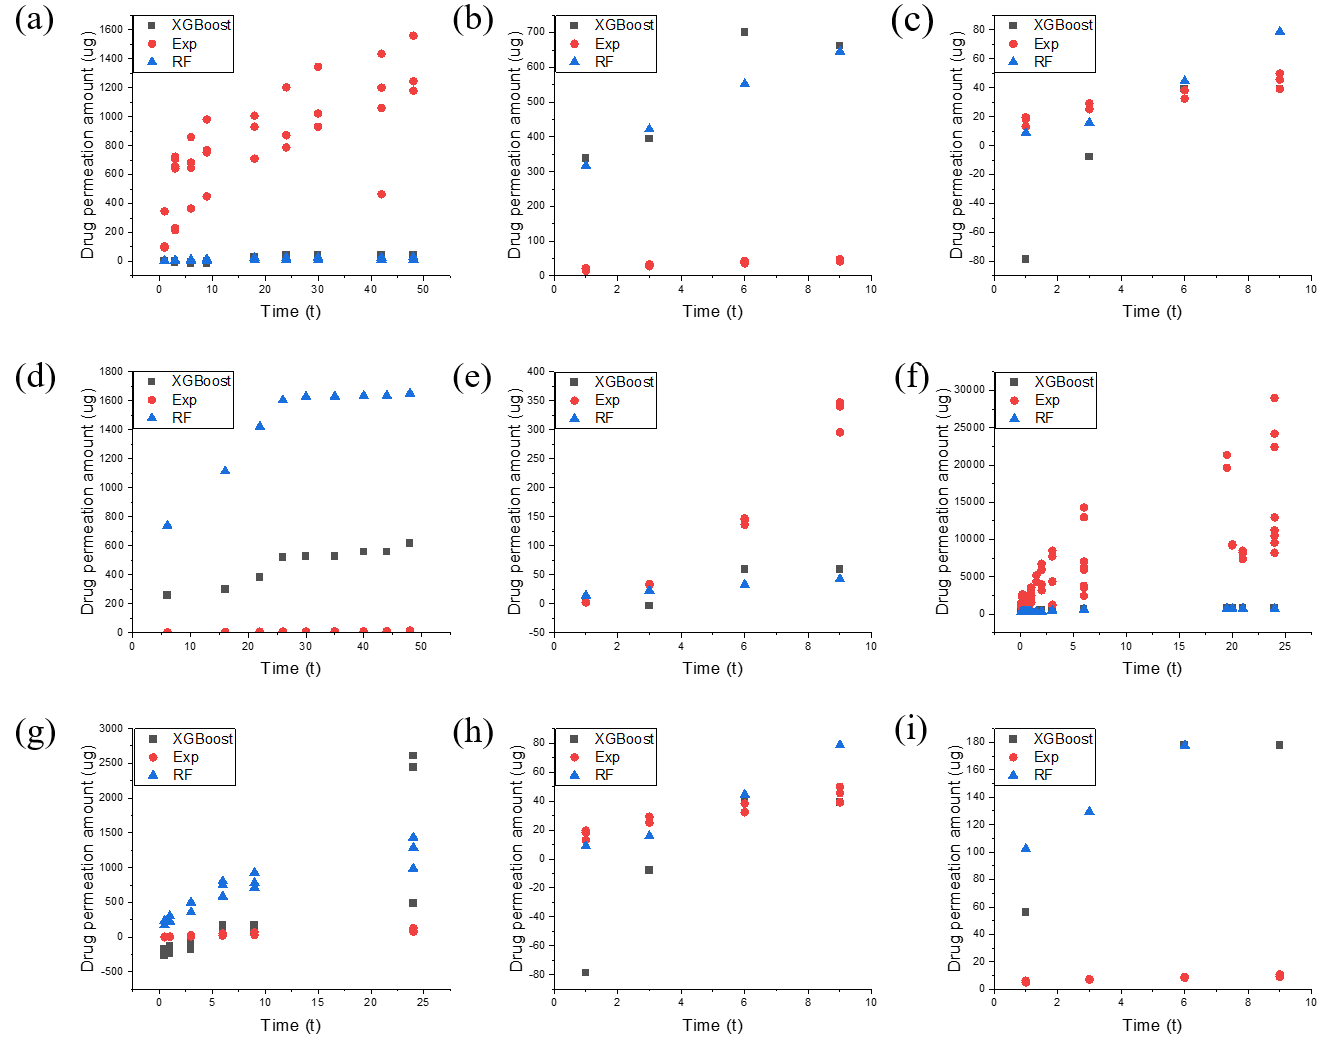 (a)
XGBoost
Exp
RF
Drug permeation amount (ug)
1600
1400
1200
1000
800
600
400
200
0
0 10 20 30 40 50
Time (t)
(b)
XGBoost
Exp
RF
Drug permeation amount (ug)
700
600
500
400
300
200
100
0
0 2 4 6 8 10
Time (t)
(c)
XGBoost
Exp
RF
Drug permeation amount (ug)
80
60
40
20
0
-20
-40
-60
-80
0 2 4 6 8 10
Time (t)
(d)
XGBoost
Exp
RF
Drug permeation amount (ug)
1800
1600
1400
1200
1000
800
600
400
200
0
0 10 20 30 40 50
Time (t)
(e)
XGBoost
Exp
RF
Drug permeation amount (ug)
400
350
300
250
200
150
100
50
0
-50
0 2 4 6 8 10
Time (t)
(f)
XGBoost
Exp
RF
Drug permeation amount (ug)
30000
25000
20000
15000
10000
5000
0
0 5 10 15 20 25
Time (t)
(g)
XGBoost
Exp
RF
Drug permeation amount (ug)
3000
2500
2000
1500
1000
500
0
-500
0 5 10 15 20 25
Time (t)
(h)
XGBoost
Exp
RF
Drug permeation amount (ug)
80
60
40
20
0
-20
-40
-60
-80
0 2 4 6 8 10
Time (t)
(i)
XGBoost
Exp
RF
Drug permeation amount (ug)
180
160
140
120
100
80
60
40
20
0
0 2 4 6 8 10
Time (t)